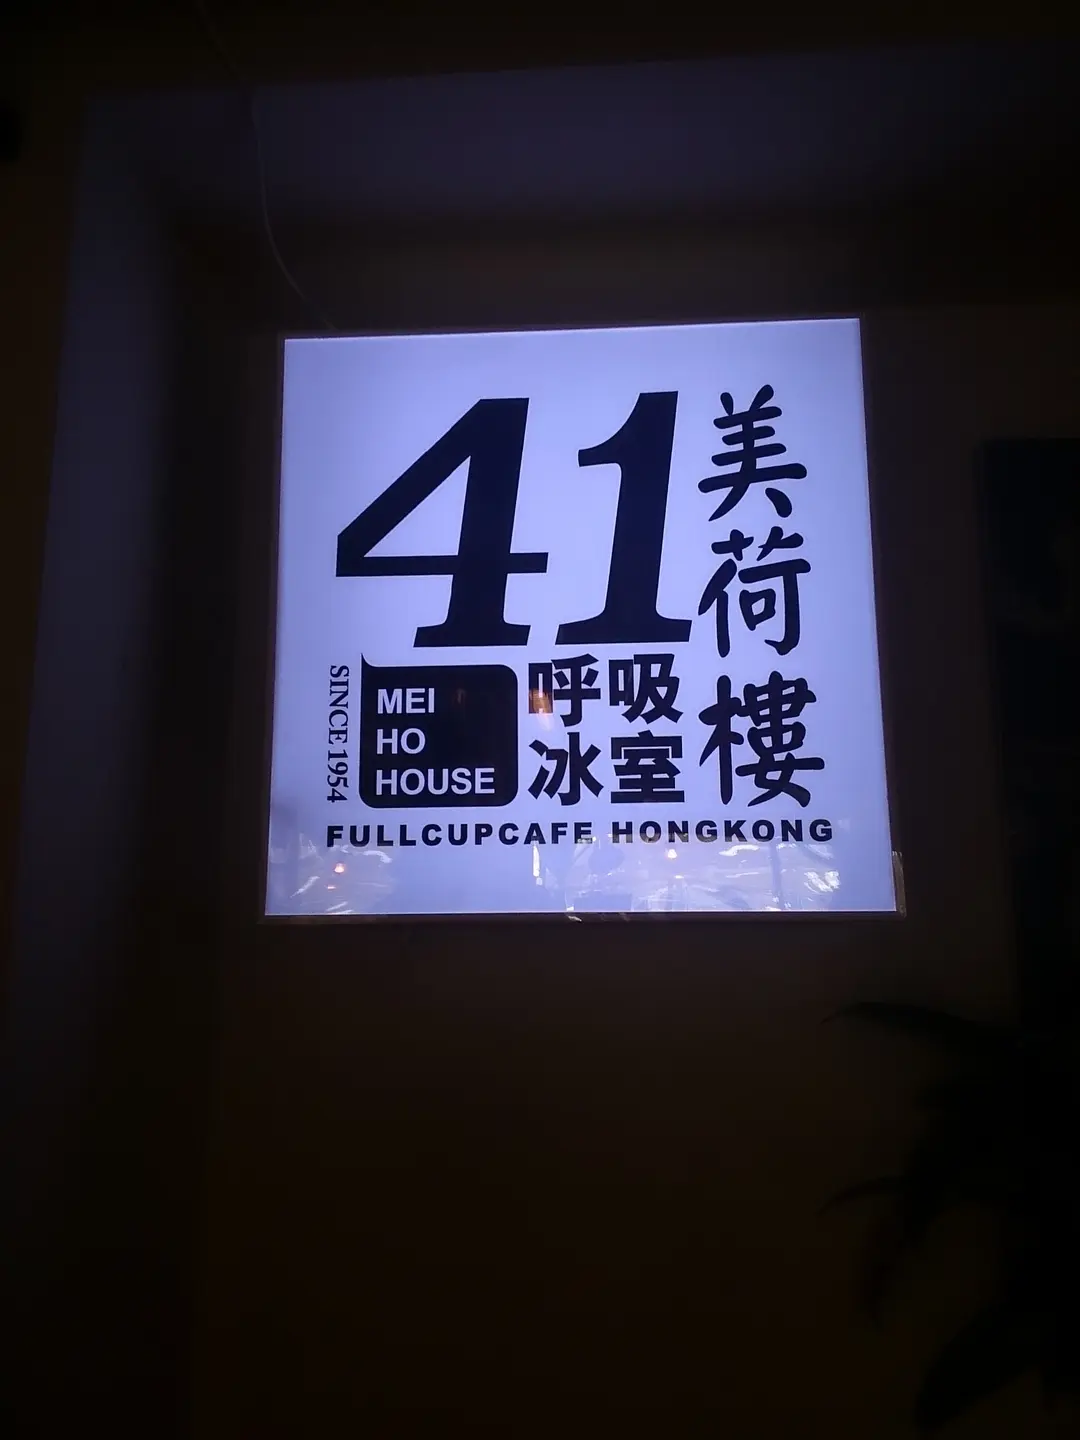 41
美荷樓
SINCE 1954
MEI
HO
HOUSE
呼吸
冰室
FULLCUPCAFE HONGKONG